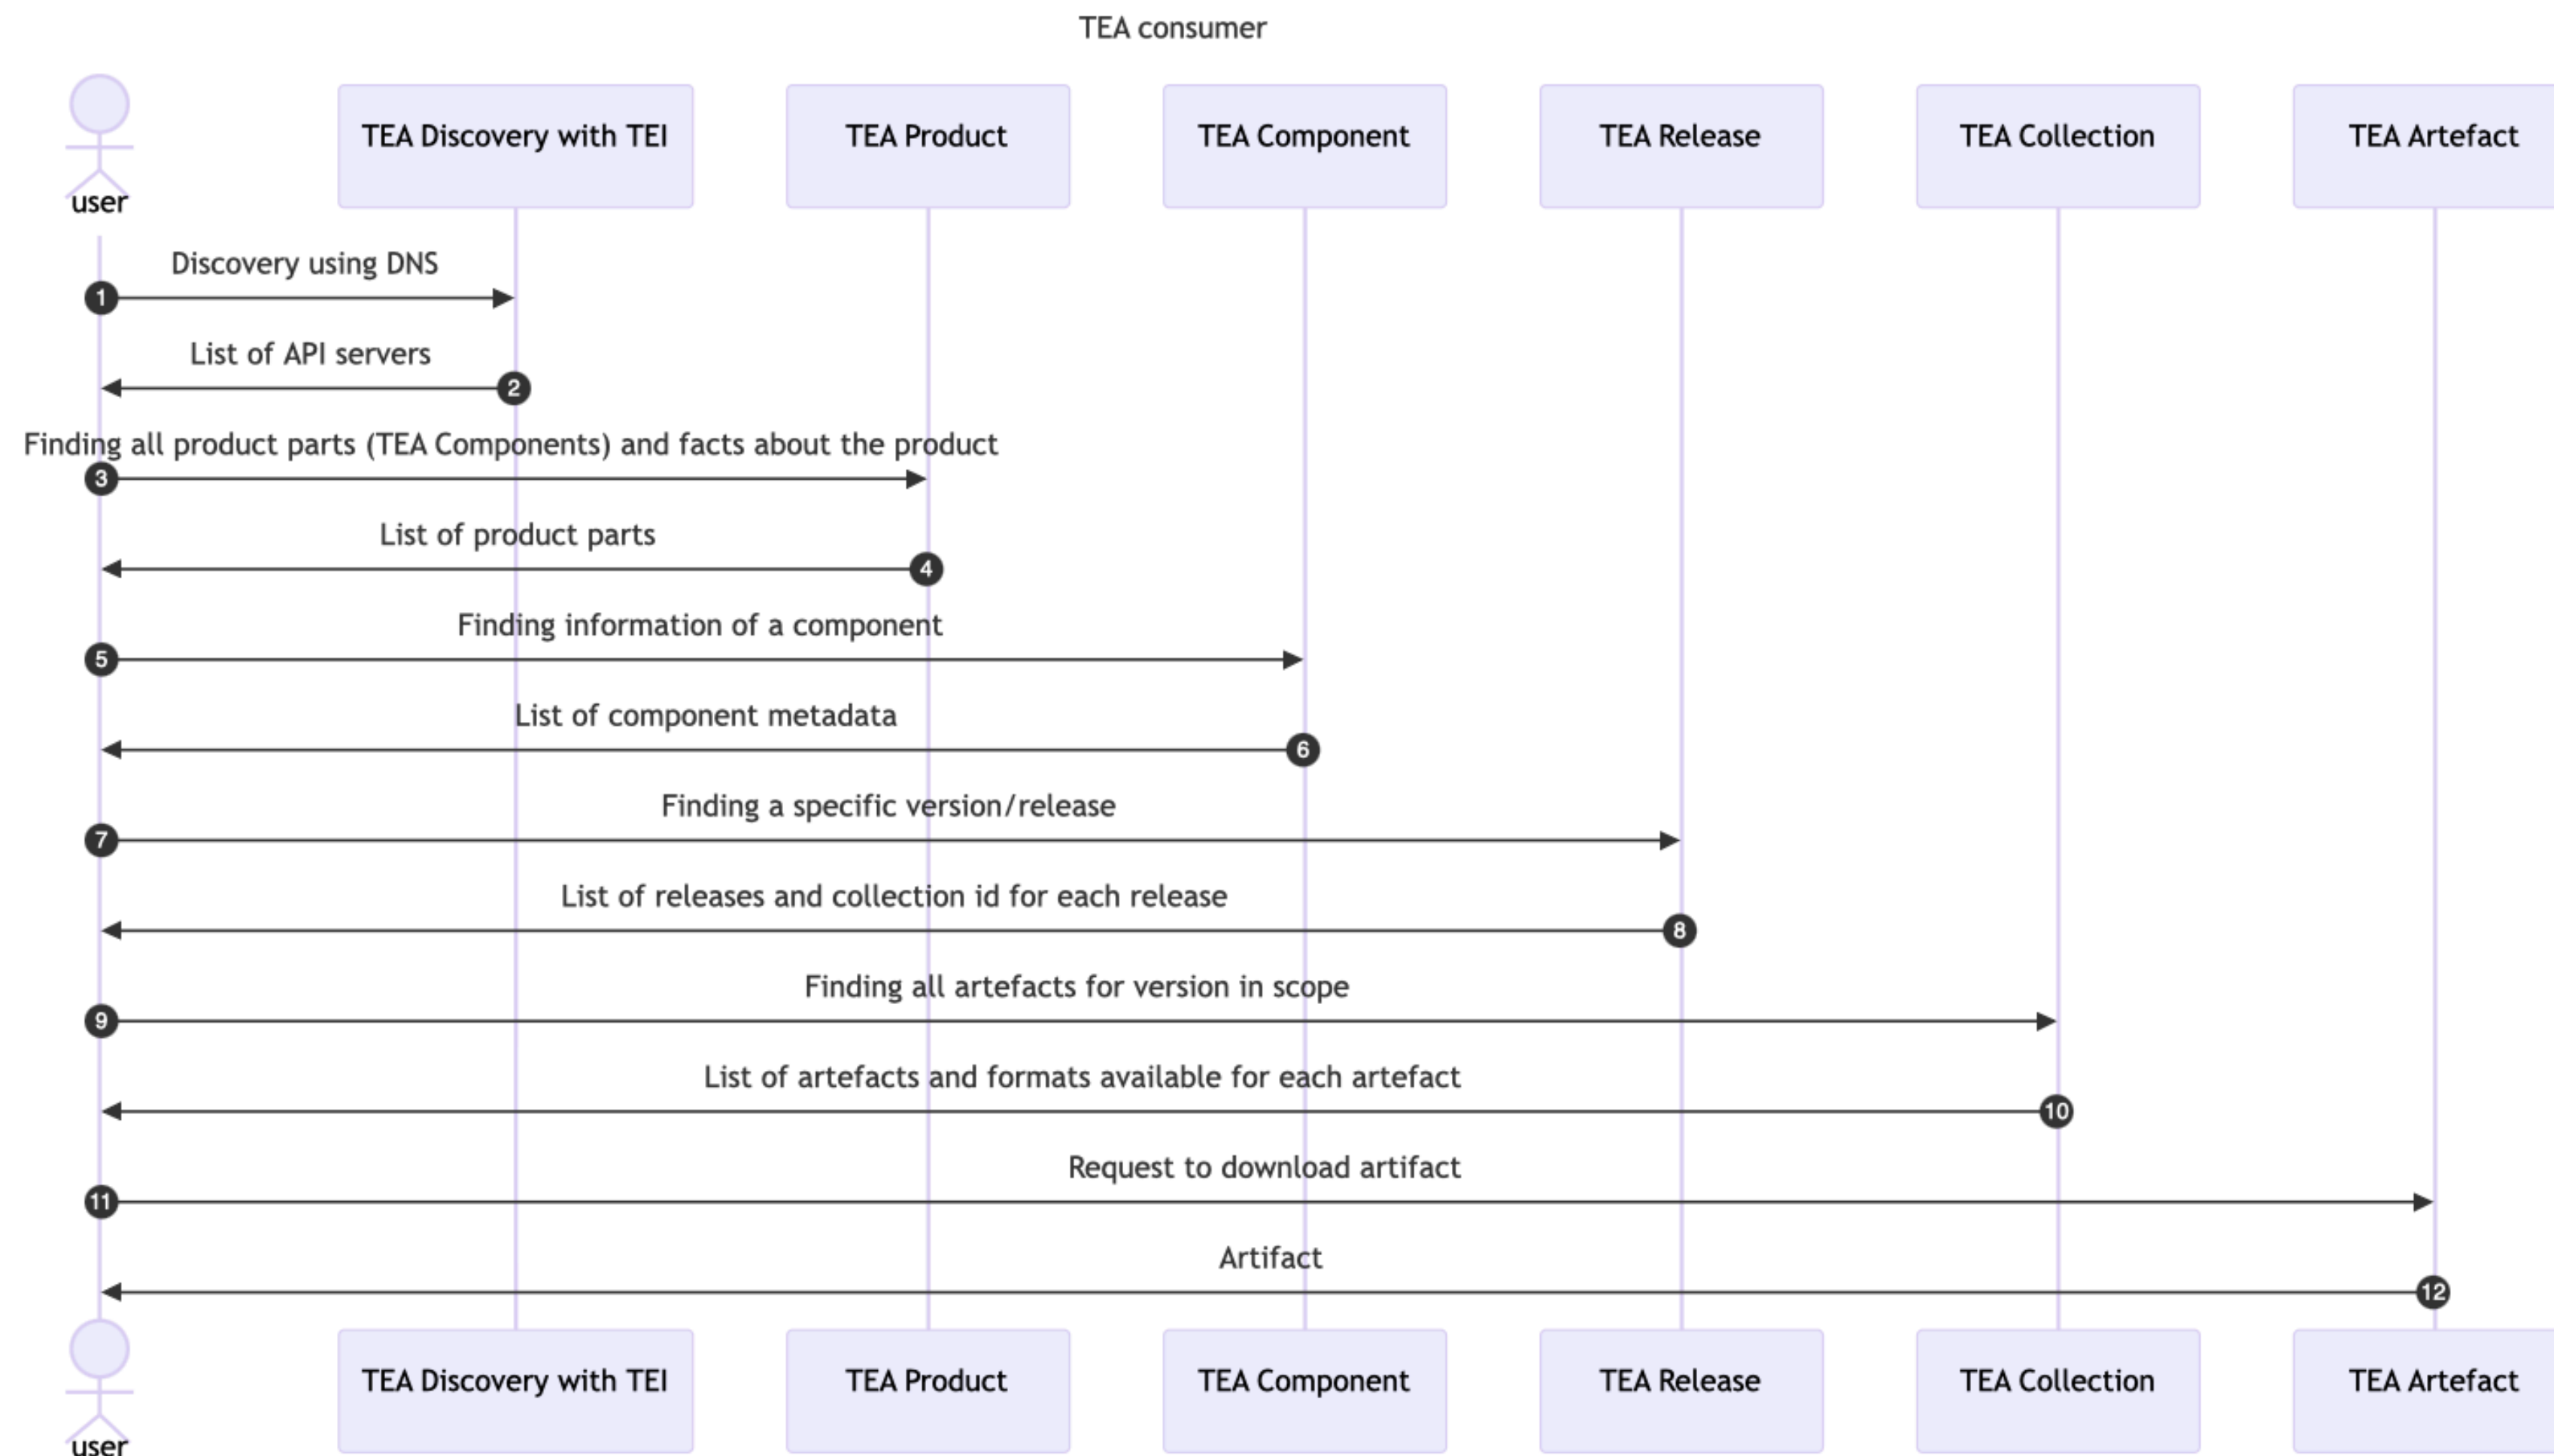 TEA consumer
user
TEA Discovery with TEI
TEA Product
TEA Component
TEA Release
TEA Collection
TEA Artefact
Discovery using DNS
1
List of API servers
2
Finding all product parts (TEA Components) and facts about the product
3
List of product parts
4
Finding information of a component
5
List of component metadata
6
Finding a specific version/release
7
List of releases and collection id for each release
8
Finding all artefacts for version in scope
9
List of artefacts and formats available for each artefact
10
Request to download artifact
11
Artifact
12
user
TEA Discovery with TEI
TEA Product
TEA Component
TEA Release
TEA Collection
TEA Artefact